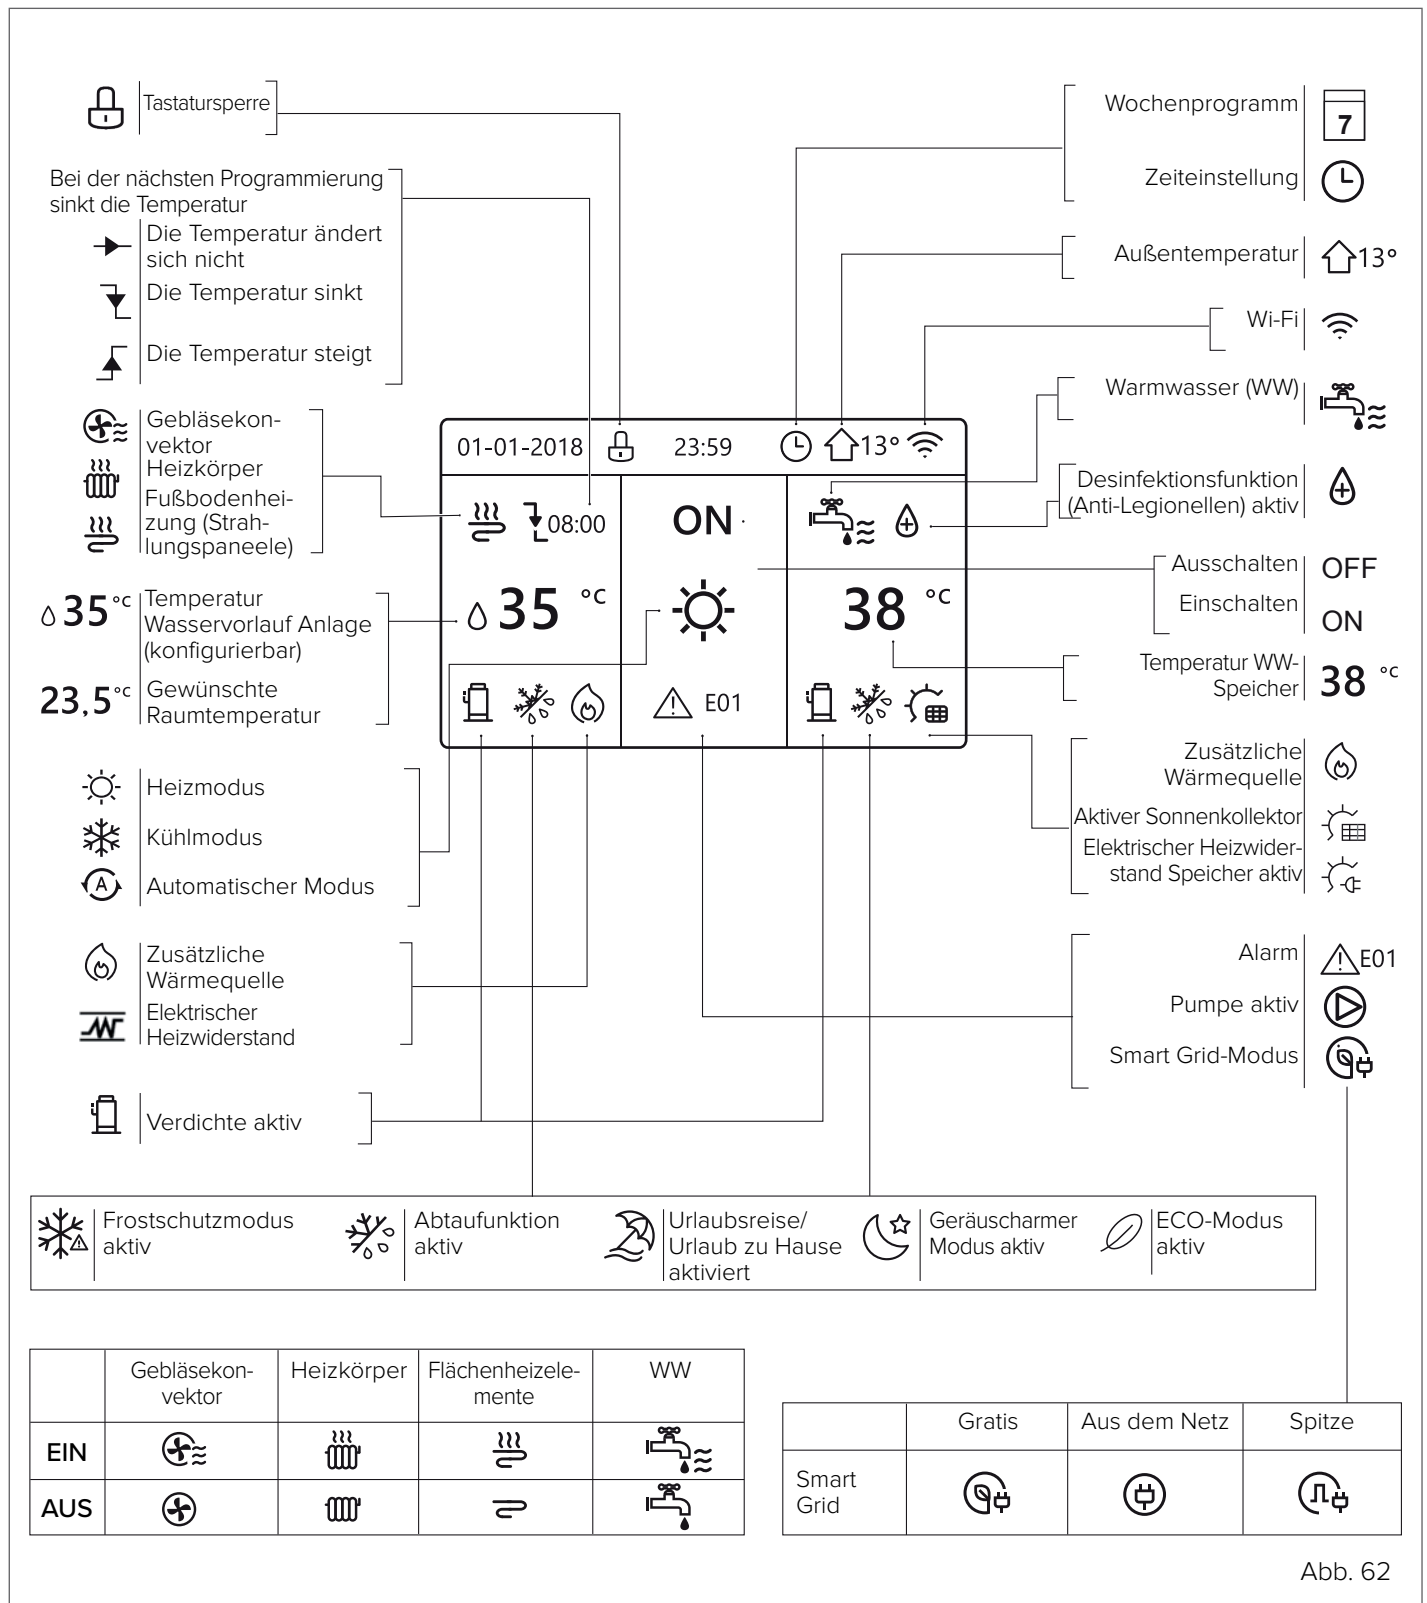 Tastatursperre
Bei der nächsten Programmierung
sinkt die Temperatur
Die Temperatur ändert
sich nicht
Die Temperatur sinkt
Die Temperatur steigt
Gebläsekon-
vektor
Heizkörper
Fußbodenhei-
zung (Strah-
lungspaneele)
35 °C
Temperatur
Wasservorlauf Anlage
(konfigurierbar)
23,5 °C
Gewünschte
Raumtemperatur
Heizmodus
Kühlmodus
A
Automatischer Modus
Zusätzliche
Wärmequelle
Elektrischer
Heizwiderstand
Verdichte aktiv
01-01-2018 23:59 13°
08:00 ON
35 °C 38 °C
E01
Wochenprogramm
7
Zeiteinstellung
Außentemperatur 13°
Wi-Fi
Warmwasser (WW)
Desinfektionsfunktion
(Anti-Legionellen) aktiv
Ausschalten OFF
Einschalten ON
Temperatur WW-
Speicher 38 °C
Zusätzliche
Wärmequelle
Aktiver Sonnenkollektor
Elektrischer Heizwider-
stand Speicher aktiv
Alarm E01
Pumpe aktiv
Smart Grid-Modus
Frostschutzmodus
aktiv
Abtaufunktion
aktiv
Urlaubsreise/
Urlaub zu Hause
aktiviert
Geräuscharmer
Modus aktiv
ECO-Modus
aktiv
Gebläsekon-
vektor
Heizkörper
Flächenheizele-
mente
WW
EIN
AUS
Gratis Aus dem Netz Spitze
Smart
Grid
Abb. 62